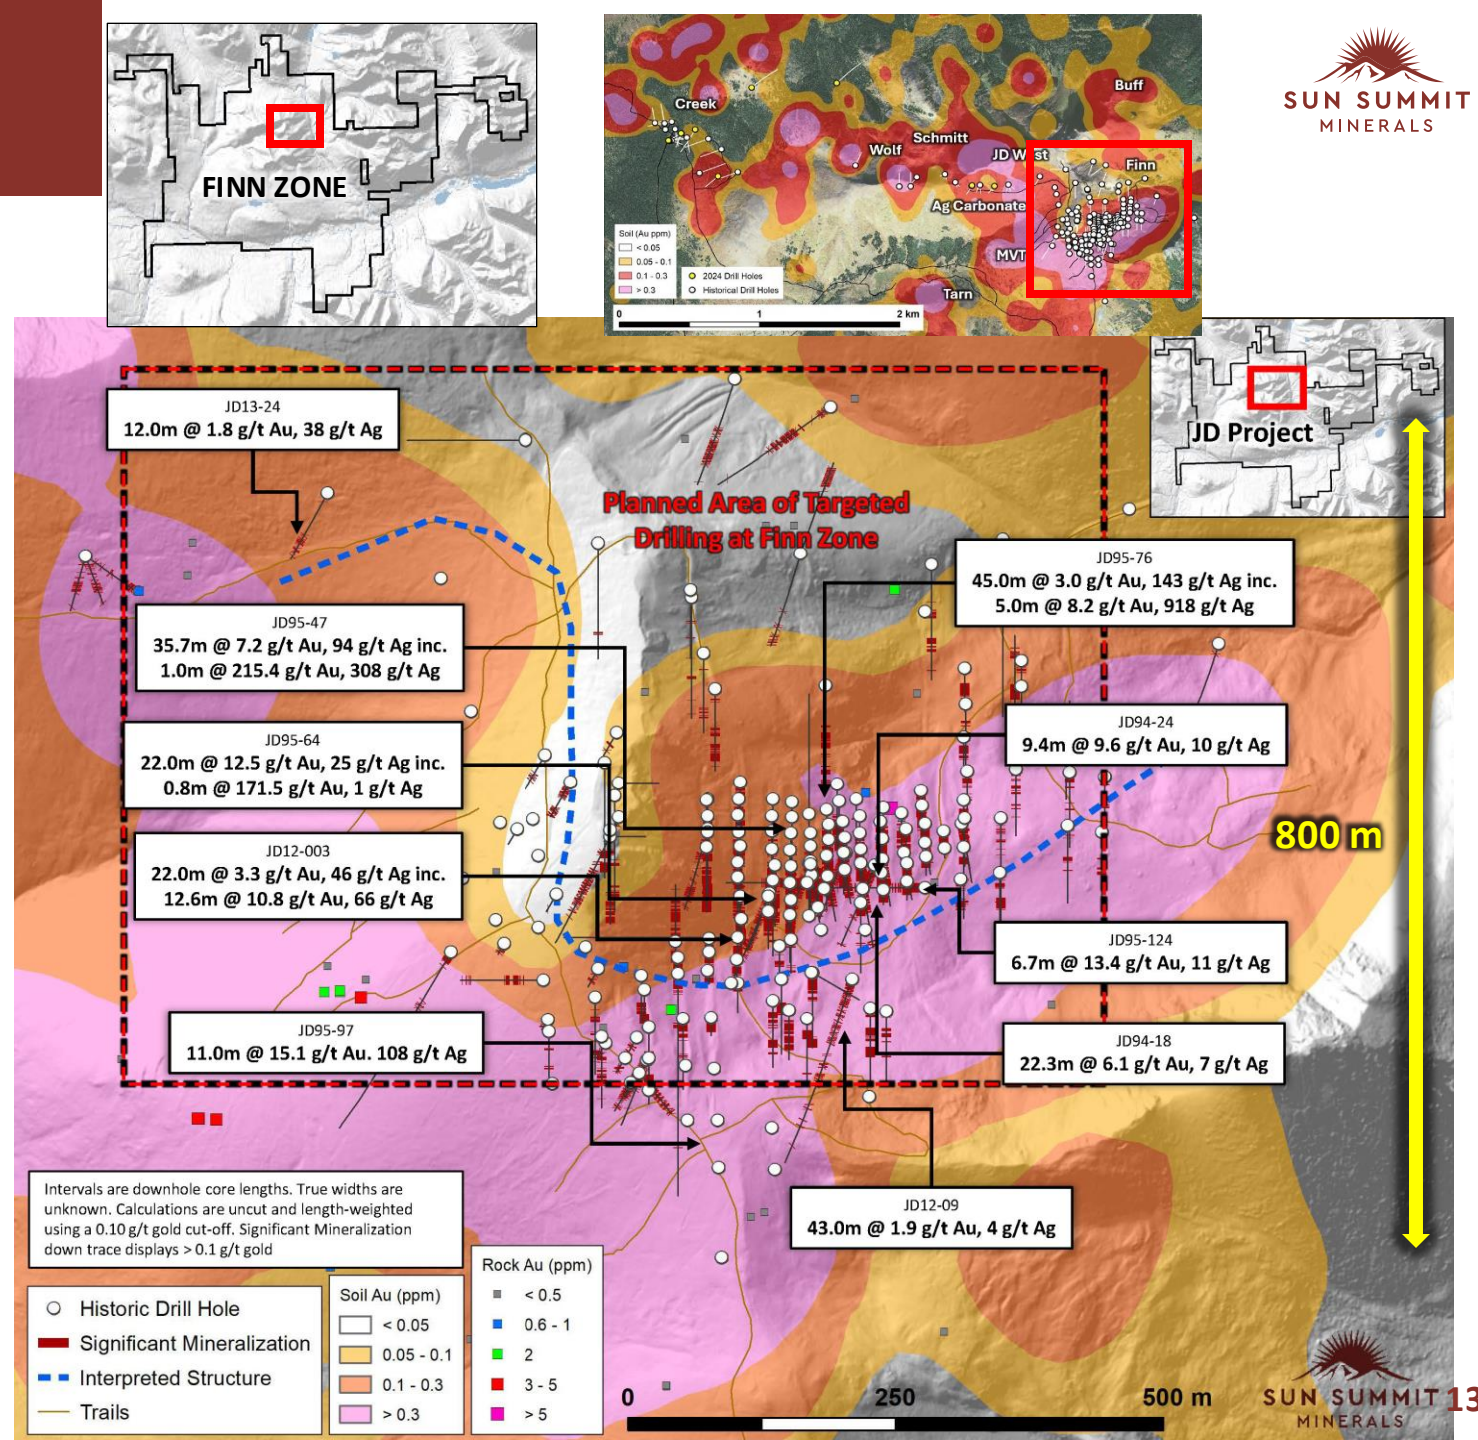 FINN ZONE
Creek
Buff
Schmitt
Wolf
JD West
Finn
Ag Carbonate
MVT
Tarn
Soil (Au ppm)
< 0.05
0.05 - 0.1
0.1 - 0.3
> 0.3
2024 Drill Holes
Historical Drill Holes
0 1 2 km
SUN SUMMIT
MINERALS
JD Project
JD13-24
12.0m @ 1.8 g/t Au, 38 g/t Ag
Planned Area of Targeted
Drilling at Finn Zone
JD95-76
45.0m @ 3.0 g/t Au, 143 g/t Ag inc.
5.0m @ 8.2 g/t Au, 918 g/t Ag
JD95-47
35.7m @ 7.2 g/t Au, 94 g/t Ag inc.
1.0m @ 215.4 g/t Au, 308 g/t Ag
JD94-24
9.4m @ 9.6 g/t Au, 10 g/t Ag
JD95-64
22.0m @ 12.5 g/t Au, 25 g/t Ag inc.
0.8m @ 171.5 g/t Au, 1 g/t Ag
800 m
JD12-003
22.0m @ 3.3 g/t Au, 46 g/t Ag inc.
12.6m @ 10.8 g/t Au, 66 g/t Ag
JD95-124
6.7m @ 13.4 g/t Au, 11 g/t Ag
JD95-97
11.0m @ 15.1 g/t Au. 108 g/t Ag
JD94-18
22.3m @ 6.1 g/t Au, 7 g/t Ag
JD12-09
43.0m @ 1.9 g/t Au, 4 g/t Ag
Intervals are downhole core lengths. True widths are
unknown. Calculations are uncut and length-weighted
using a 0.10 g/t gold cut-off. Significant Mineralization
down trace displays > 0.1 g/t gold
Historic Drill Hole
Significant Mineralization
Interpreted Structure
Trails
Soil Au (ppm)
< 0.05
0.05 - 0.1
0.1 - 0.3
> 0.3
Rock Au (ppm)
< 0.5
0.6 - 1
2
3 - 5
> 5
0 250 500 m
SUN SUMMIT
MINERALS
13